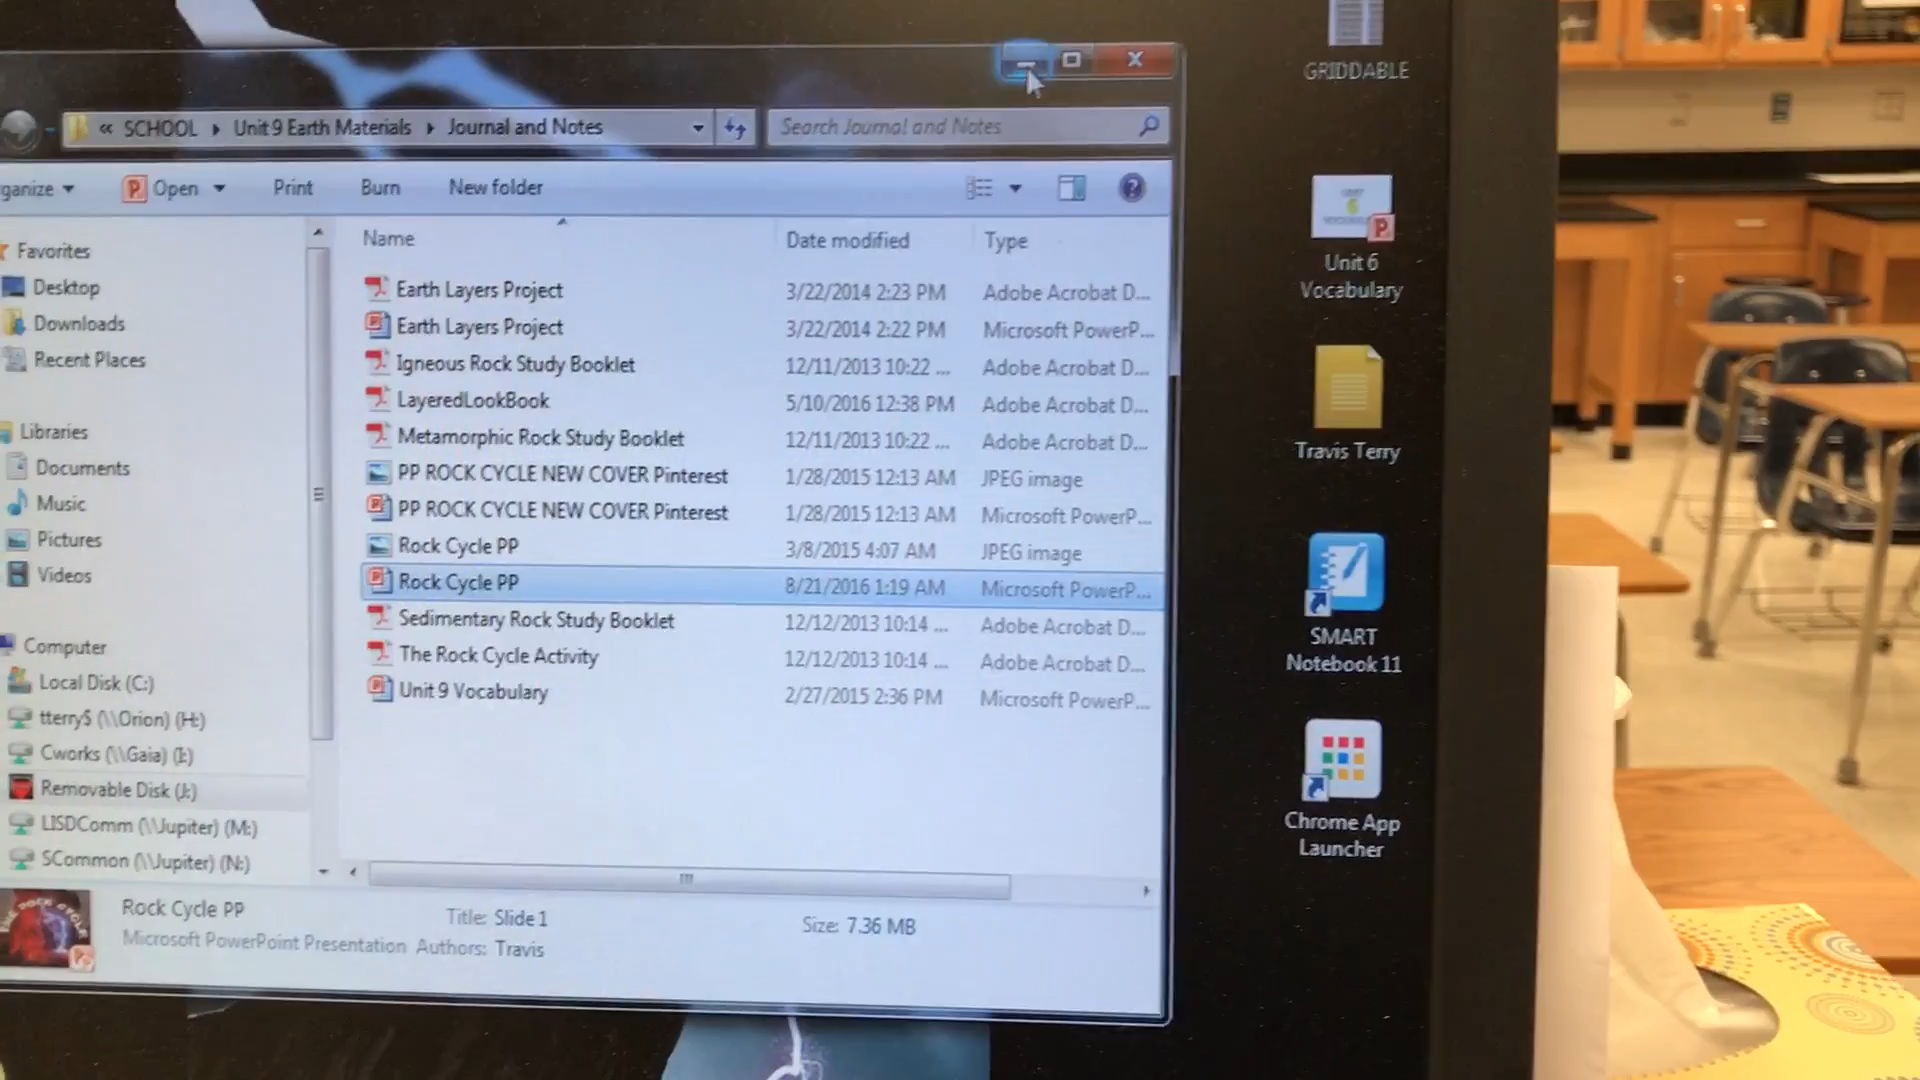 « SCHOOL ▸ Unit 9 Earth Materials ▸ Journal and Notes
Search Journal and Notes
ganize
Open
Print
Burn
New folder
Name
Date modified
Type
Favorites
Desktop
Downloads
Recent Places
Libraries
Documents
Music
Pictures
Videos
Computer
Local Disk (C:)
tterry$ (\\Orion) (H:)
Cworks (\\Gaia) (I:)
Removable Disk (J:)
LISDComm (\\Jupiter) (M:)
SCommon (\\Jupiter) (N:)
Earth Layers Project 3/22/2014 2:23 PM Adobe Acrobat D...
Earth Layers Project 3/22/2014 2:22 PM Microsoft PowerP...
Igneous Rock Study Booklet 12/11/2013 10:22 ... Adobe Acrobat D...
LayeredLookBook 5/10/2016 12:38 PM Adobe Acrobat D...
Metamorphic Rock Study Booklet 12/11/2013 10:22 ... Adobe Acrobat D...
PP ROCK CYCLE NEW COVER Pinterest 1/28/2015 12:13 AM JPEG image
PP ROCK CYCLE NEW COVER Pinterest 1/28/2015 12:13 AM Microsoft PowerP...
Rock Cycle PP 3/8/2015 4:07 AM JPEG image
Rock Cycle PP 8/21/2016 1:19 AM Microsoft PowerP...
Sedimentary Rock Study Booklet 12/12/2013 10:14 ... Adobe Acrobat D...
The Rock Cycle Activity 12/12/2013 10:14 ... Adobe Acrobat D...
Unit 9 Vocabulary 2/27/2015 2:36 PM Microsoft PowerP...
THE ROCK CYCLE
Rock Cycle PP
Title: Slide 1
Size: 7.36 MB
Microsoft PowerPoint Presentation
Authors: Travis
GRIDDABLE
UNIT
6
Unit 6
Vocabulary
Travis Terry
SMART
Notebook 11
Chrome App
Launcher